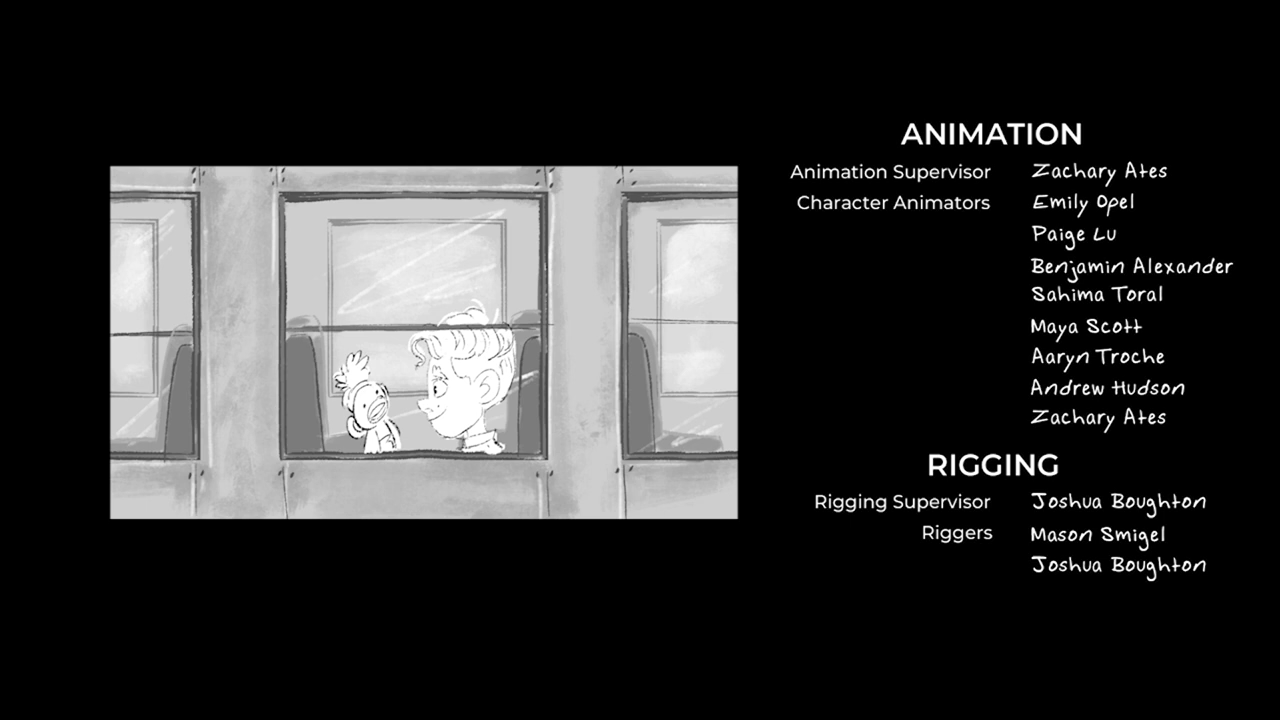 ANIMATION
Animation Supervisor Zachary Ates
Character Animators Emily Opel
Paige Lu
Benjamin Alexander
Sahima Toral
Maya Scott
Aaryn Troche
Andrew Hudson
Zachary Ates
RIGGING
Rigging Supervisor Joshua Boughton
Riggers Mason Smigel
Joshua Boughton